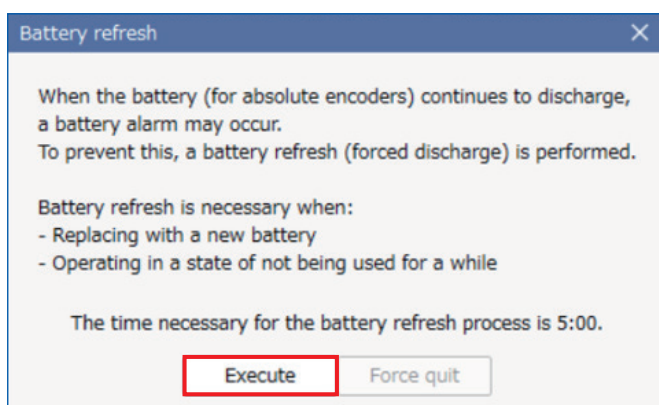 Battery refresh
When the battery (for absolute encoders) continues to discharge,
a battery alarm may occur.
To prevent this, a battery refresh (forced discharge) is performed.
Battery refresh is necessary when:
- Replacing with a new battery
- Operating in a state of not being used for a while
The time necessary for the battery refresh process is 5:00.
Execute Force quit